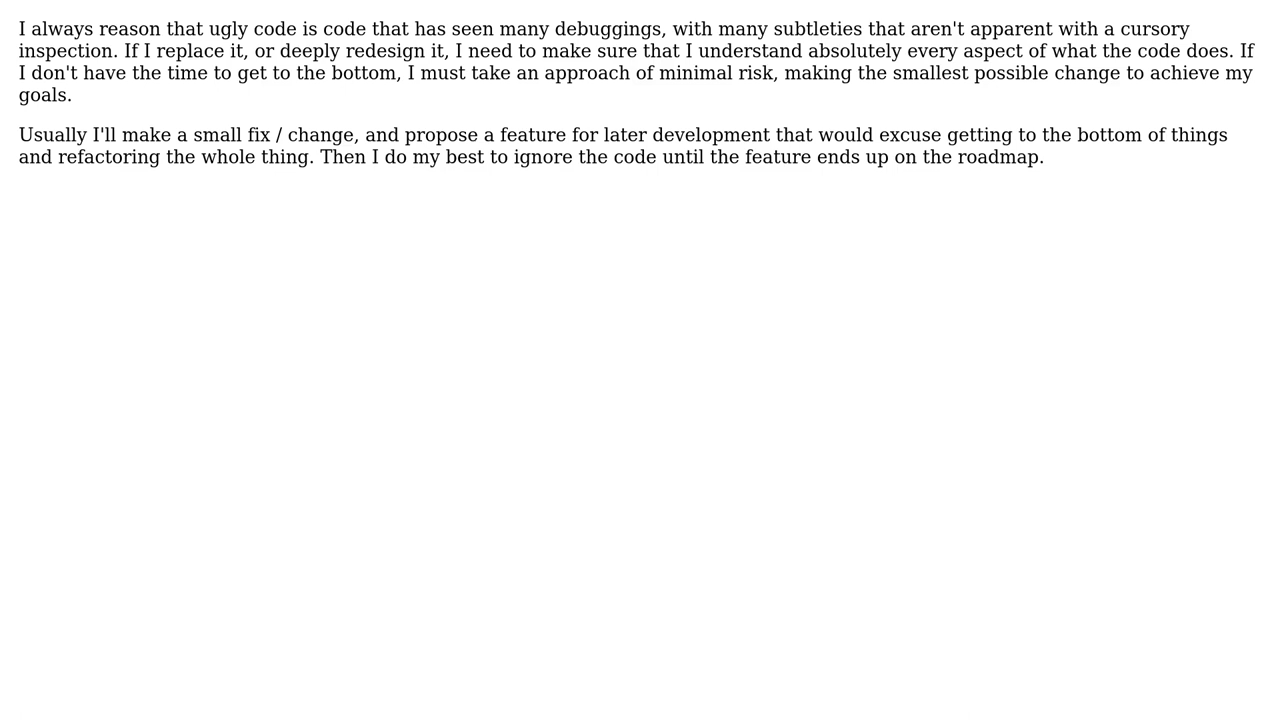 I always reason that ugly code is code that has seen many debuggings, with many subtleties that aren't apparent with a cursory
inspection. If I replace it, or deeply redesign it, I need to make sure that I understand absolutely every aspect of what the code does. If
I don't have the time to get to the bottom, I must take an approach of minimal risk, making the smallest possible change to achieve my
goals.
Usually I'll make a small fix / change, and propose a feature for later development that would excuse getting to the bottom of things
and refactoring the whole thing. Then I do my best to ignore the code until the feature ends up on the roadmap.